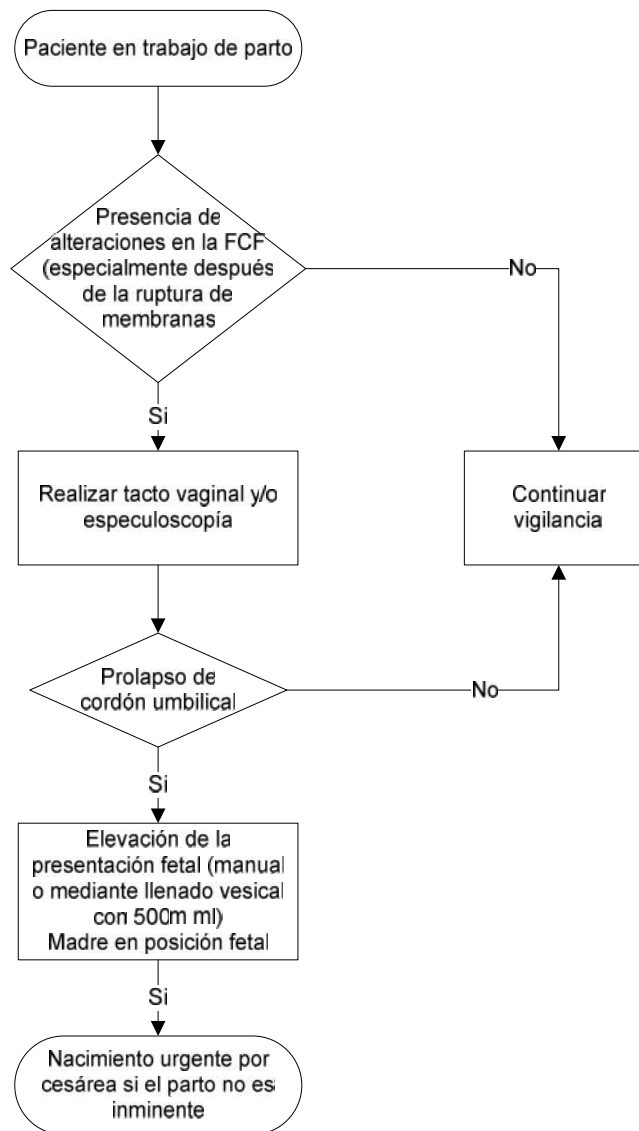 Paciente en trabajo de parto
Presencia de
alteraciones en la FCF
(especialmente después
de la ruptura de
membranas
No
Si
Realizar tacto vaginal y/o
especuloscopía
Continuar
vigilancia
Prolapso de
cordón umbilical
No
Si
Elevación de la
presentación fetal (manual
o mediante llenado vesical
con 500m ml)
Madre en posición fetal
Si
Nacimiento urgente por
cesárea si el parto no es
inminente